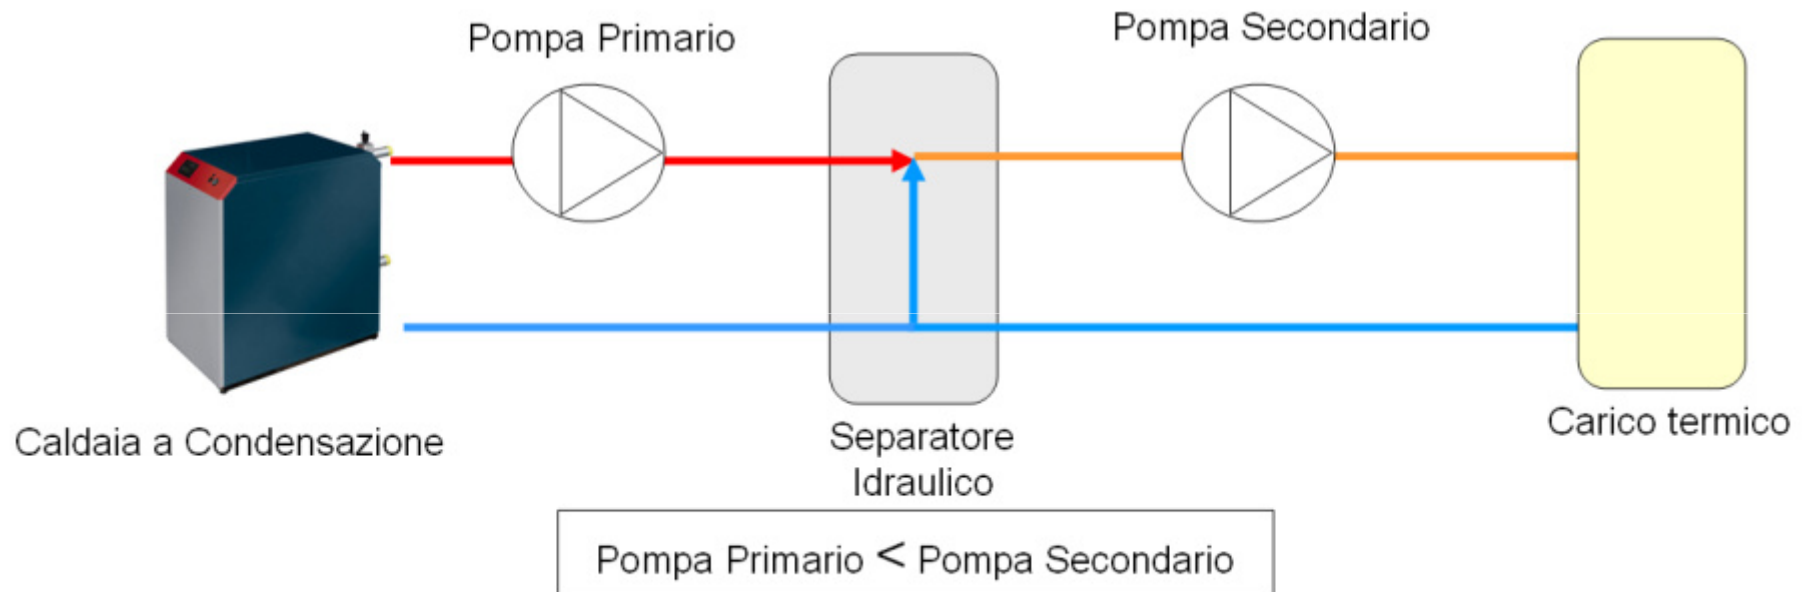 Pompa Primario
Pompa Secondario
Caldaia a Condensazione
Separatore
Idraulico
Carico termico
Pompa Primario < Pompa Secondario